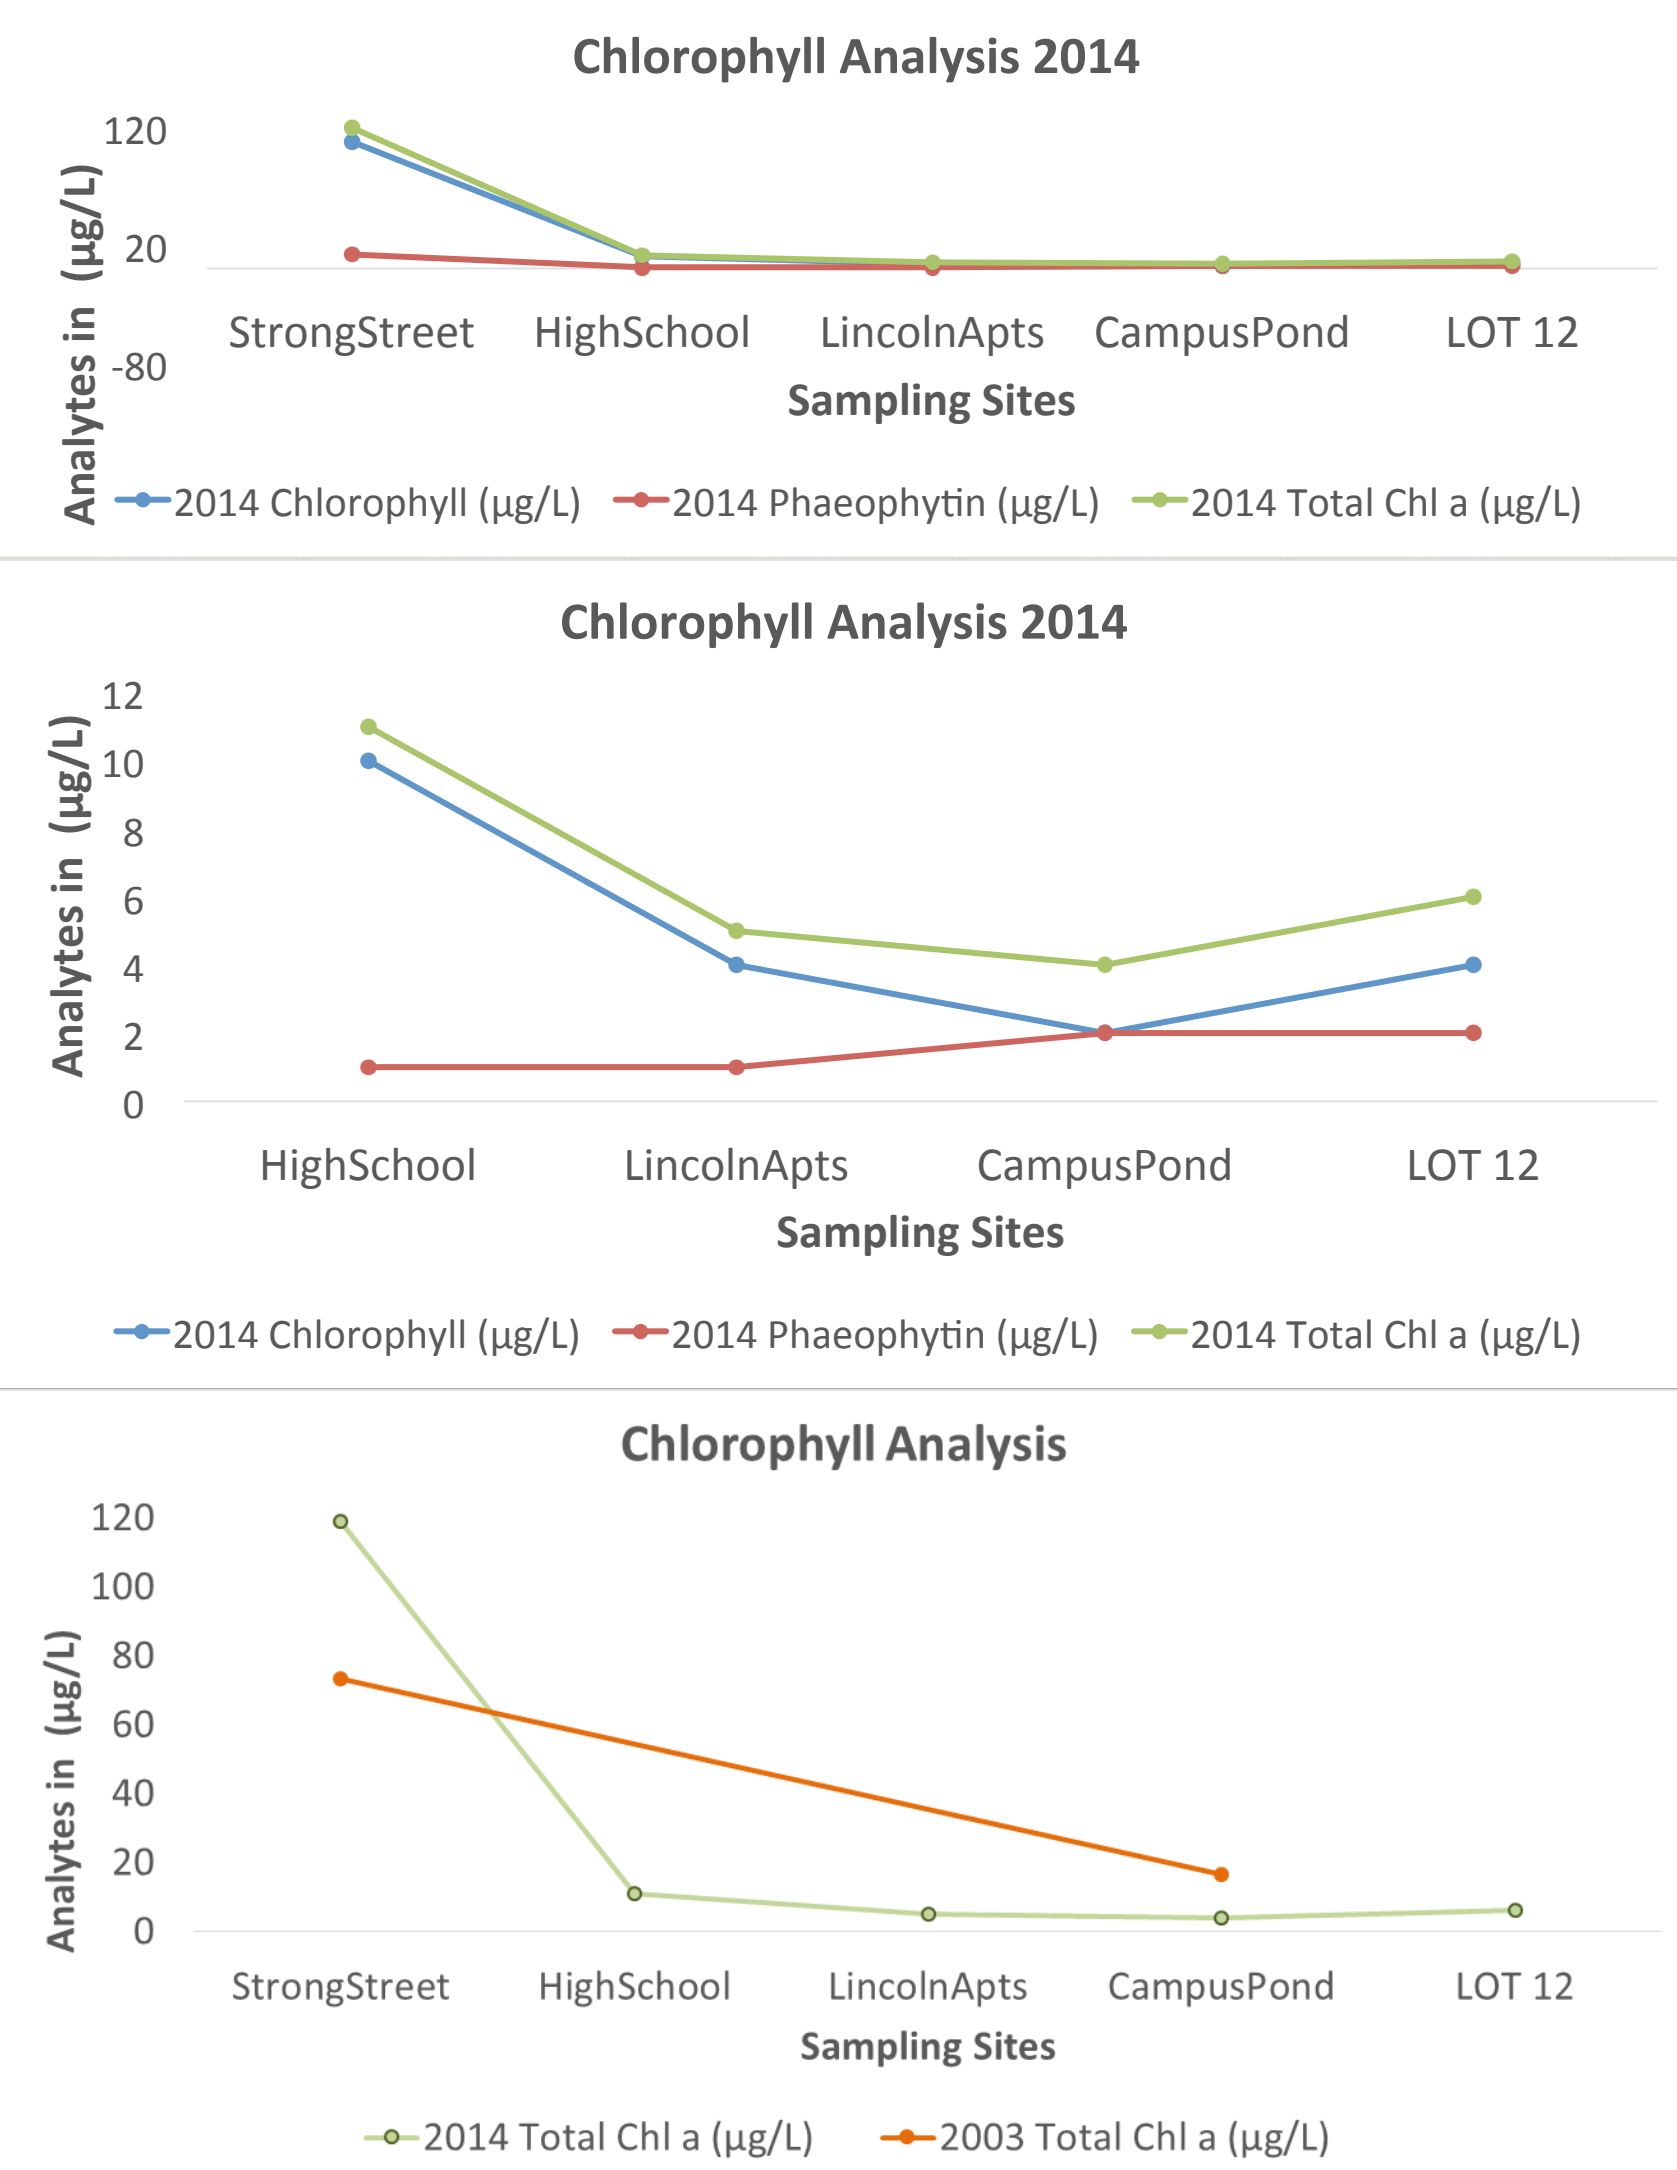 Chlorophyll Analysis 2014
120
20
-80
Analytes in (µg/L)
StrongStreet HighSchool LincolnApts CampusPond LOT 12
Sampling Sites
2014 Chlorophyll (µg/L) 2014 Phaeophytin (µg/L) 2014 Total Chl a (µg/L)
Chlorophyll Analysis 2014
12
10
8
6
4
2
0
Analytes in (µg/L)
HighSchool LincolnApts CampusPond LOT 12
Sampling Sites
2014 Chlorophyll (µg/L) 2014 Phaeophytin (µg/L) 2014 Total Chl a (µg/L)
Chlorophyll Analysis
120
100
80
60
40
20
0
Analytes in (µg/L)
StrongStreet HighSchool LincolnApts CampusPond LOT 12
Sampling Sites
2014 Total Chl a (µg/L) 2003 Total Chl a (µg/L)